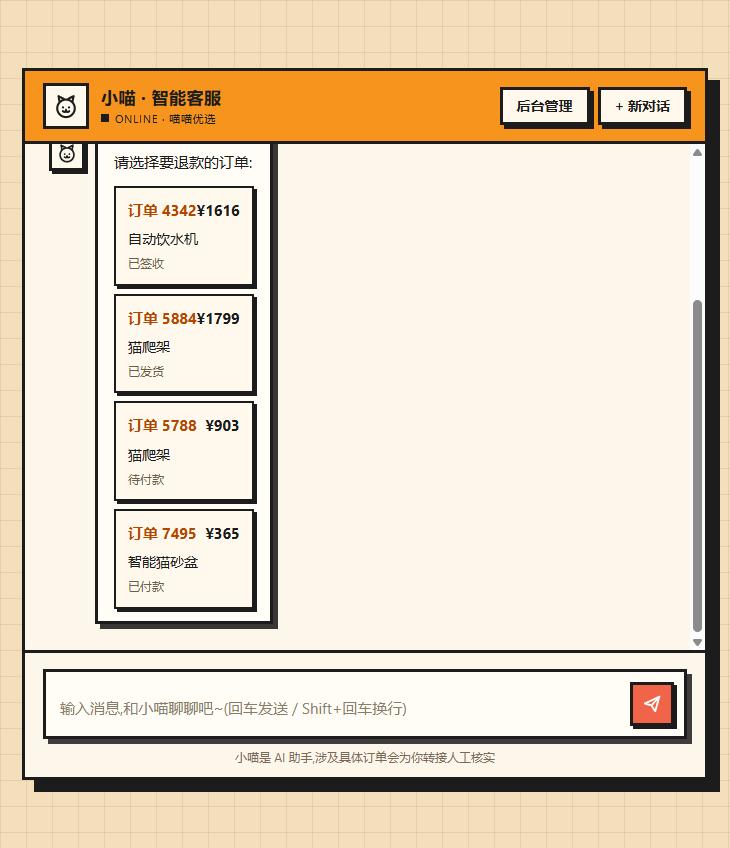 小喵 · 智能客服
ONLINE · 喵喵优选
后台管理
+ 新对话
请选择要退款的订单:
订单 4342 ¥1616
自动饮水机
已签收
订单 5884 ¥1799
猫爬架
已发货
订单 5788 ¥903
猫爬架
待付款
订单 7495 ¥365
智能猫砂盆
已付款
输入消息,和小喵聊聊吧~(回车发送 / Shift+回车换行)
小喵是 AI 助手,涉及具体订单会为你转接人工核实